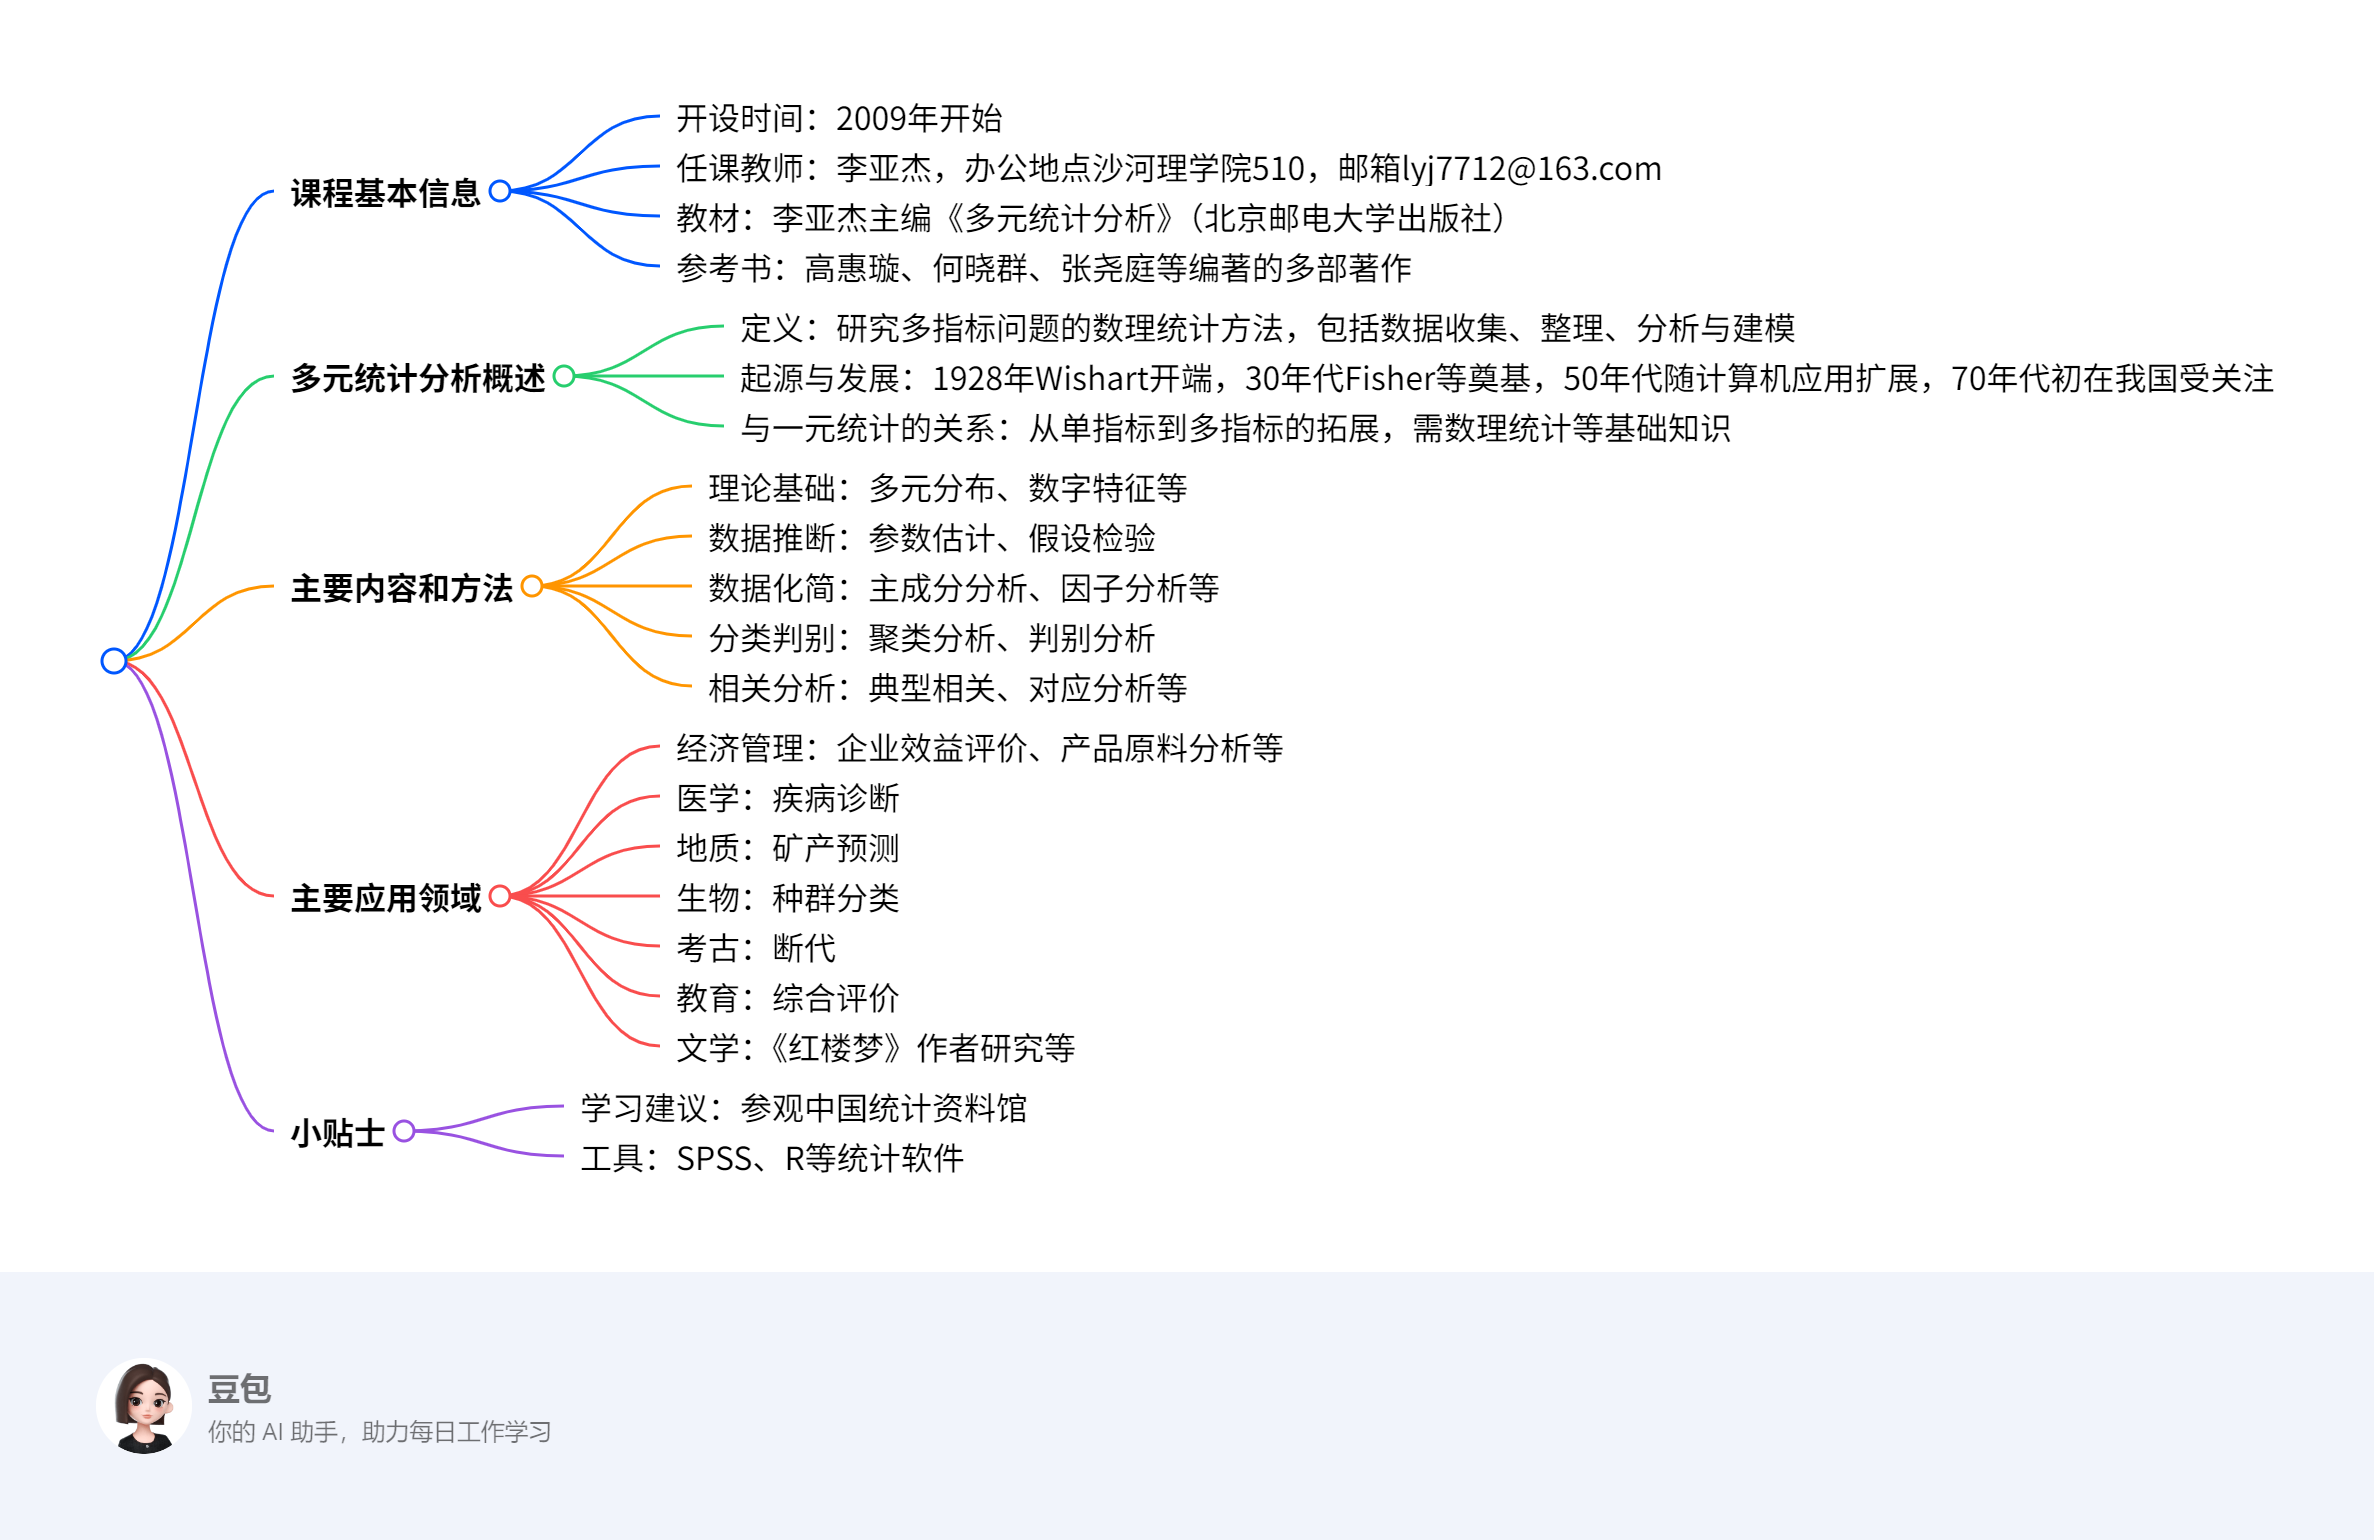 课程基本信息
开设时间：2009年开始
任课教师：李亚杰，办公地点沙河理学院510，邮箱lyj7712@163.com
教材：李亚杰主编《多元统计分析》（北京邮电大学出版社）
参考书：高惠璇、何晓群、张尧庭等编著的多部著作
多元统计分析概述
定义：研究多指标问题的数理统计方法，包括数据收集、整理、分析与建模
起源与发展：1928年Wishart开端，30年代Fisher等奠基，50年代随计算机应用扩展，70年代初在我国受关注
与一元统计的关系：从单指标到多指标的拓展，需数理统计等基础知识
主要内容和方法
理论基础：多元分布、数字特征等
数据推断：参数估计、假设检验
数据化简：主成分分析、因子分析等
分类判别：聚类分析、判别分析
相关分析：典型相关、对应分析等
主要应用领域
经济管理：企业效益评价、产品原料分析等
医学：疾病诊断
地质：矿产预测
生物：种群分类
考古：断代
教育：综合评价
文学：《红楼梦》作者研究等
小贴士
学习建议：参观中国统计资料馆
工具：SPSS、R等统计软件
豆包
你的 AI 助手，助力每日工作学习